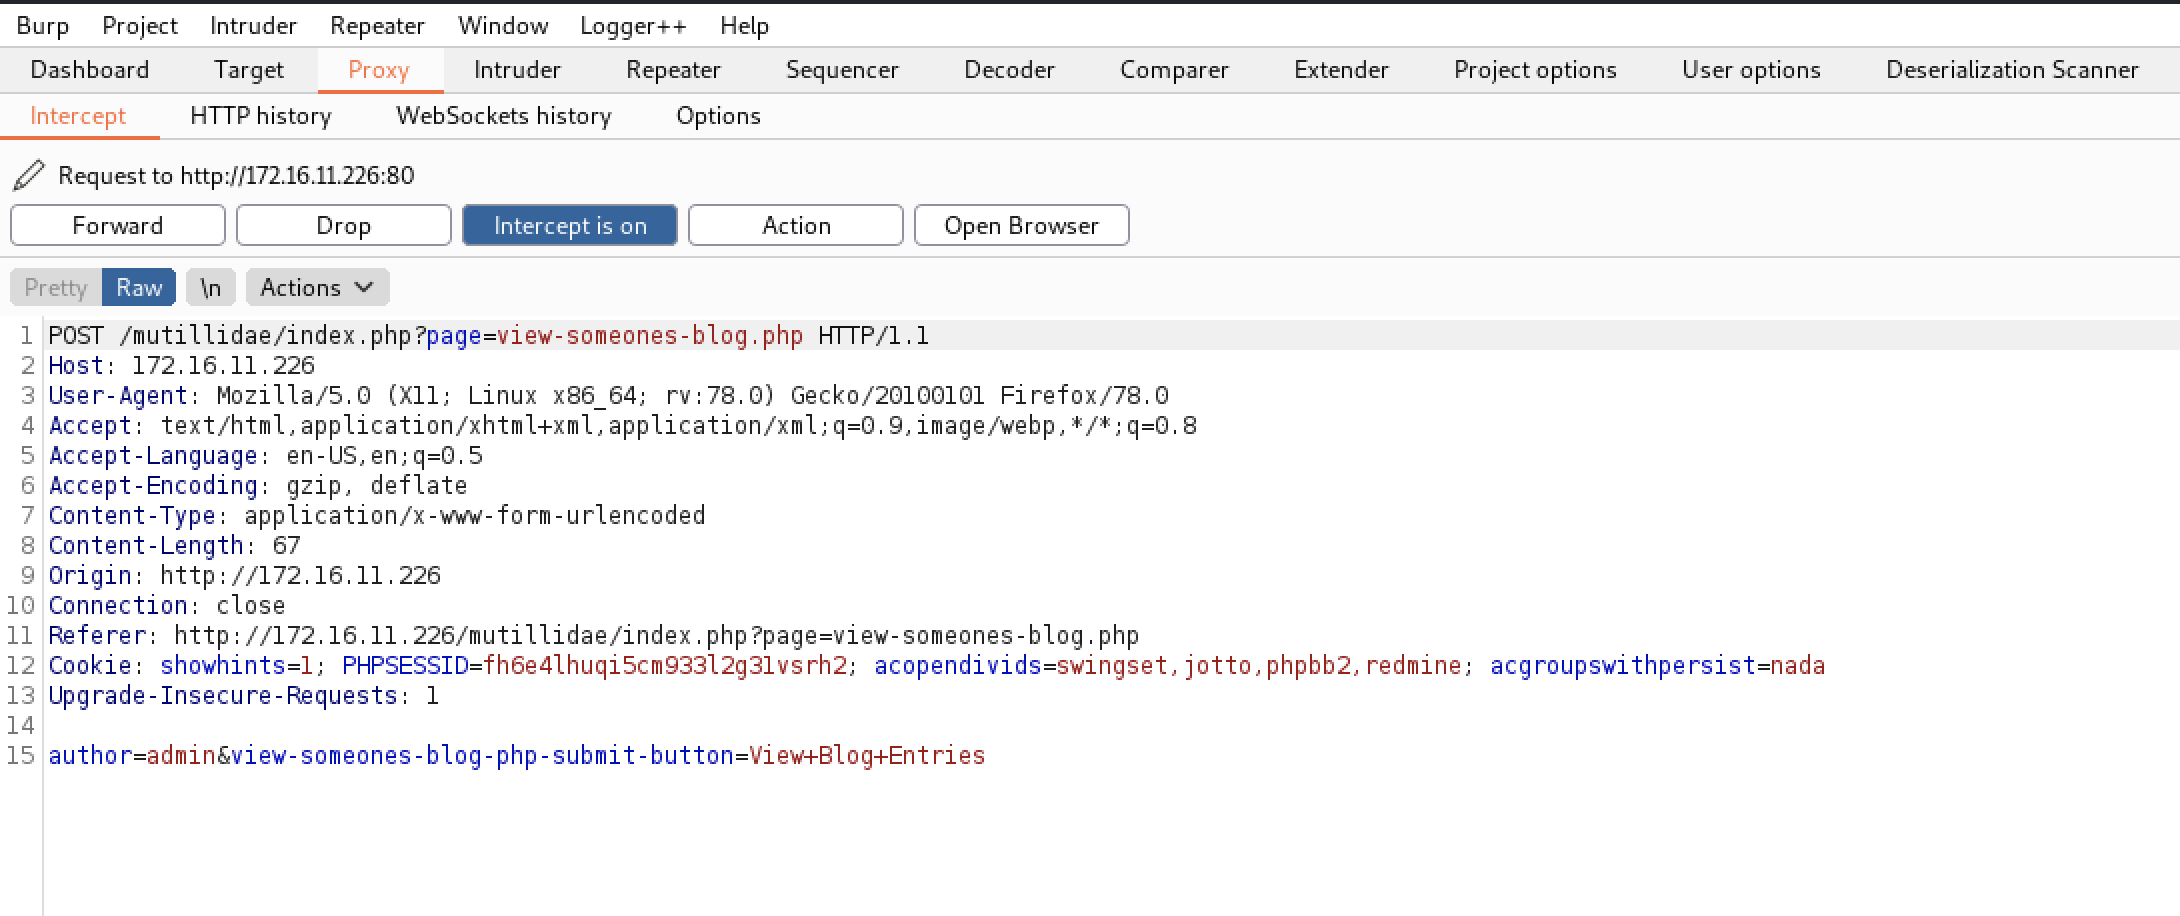 Burp Project Intruder Repeater Window Logger++ Help
Dashboard Target Proxy Intruder Repeater Sequencer Decoder Comparer Extender Project options User options Deserialization Scanner
Intercept HTTP history WebSockets history Options
Request to http://172.16.11.226:80
Forward Drop Intercept is on Action Open Browser
Pretty Raw \n Actions
1 POST /mutillidae/index.php?page=view-someones-blog.php HTTP/1.1
2 Host: 172.16.11.226
3 User-Agent: Mozilla/5.0 (X11; Linux x86_64; rv:78.0) Gecko/20100101 Firefox/78.0
4 Accept: text/html,application/xhtml+xml,application/xml;q=0.9,image/webp,*/*;q=0.8
5 Accept-Language: en-US,en;q=0.5
6 Accept-Encoding: gzip, deflate
7 Content-Type: application/x-www-form-urlencoded
8 Content-Length: 67
9 Origin: http://172.16.11.226
10 Connection: close
11 Referer: http://172.16.11.226/mutillidae/index.php?page=view-someones-blog.php
12 Cookie: showhints=1; PHPSESSID=fh6e4lhuqi5cm933l2g31vsrh2; acopendivids=swingset,jotto,phpbb2,redmine; acgroupswithpersist=nada
13 Upgrade-Insecure-Requests: 1
14
15 author=admin&view-someones-blog-php-submit-button=View+Blog+Entries